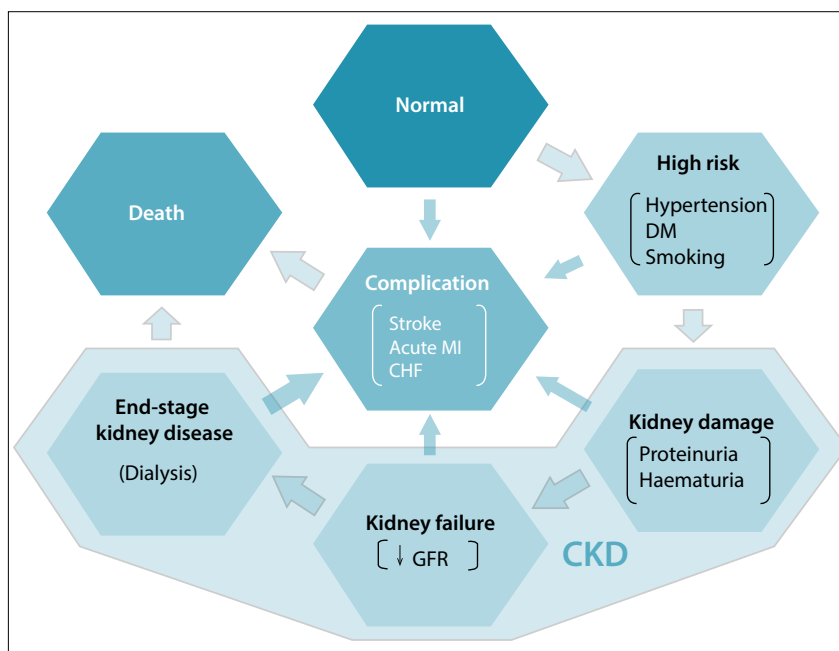 Normal
High risk
Hypertension
DM
Smoking
Death
Complication
Stroke
Acute MI
CHF
End-stage
kidney disease
(Dialysis)
Kidney damage
Proteinuria
Haematuria
Kidney failure
[ ↓ GFR ]
CKD